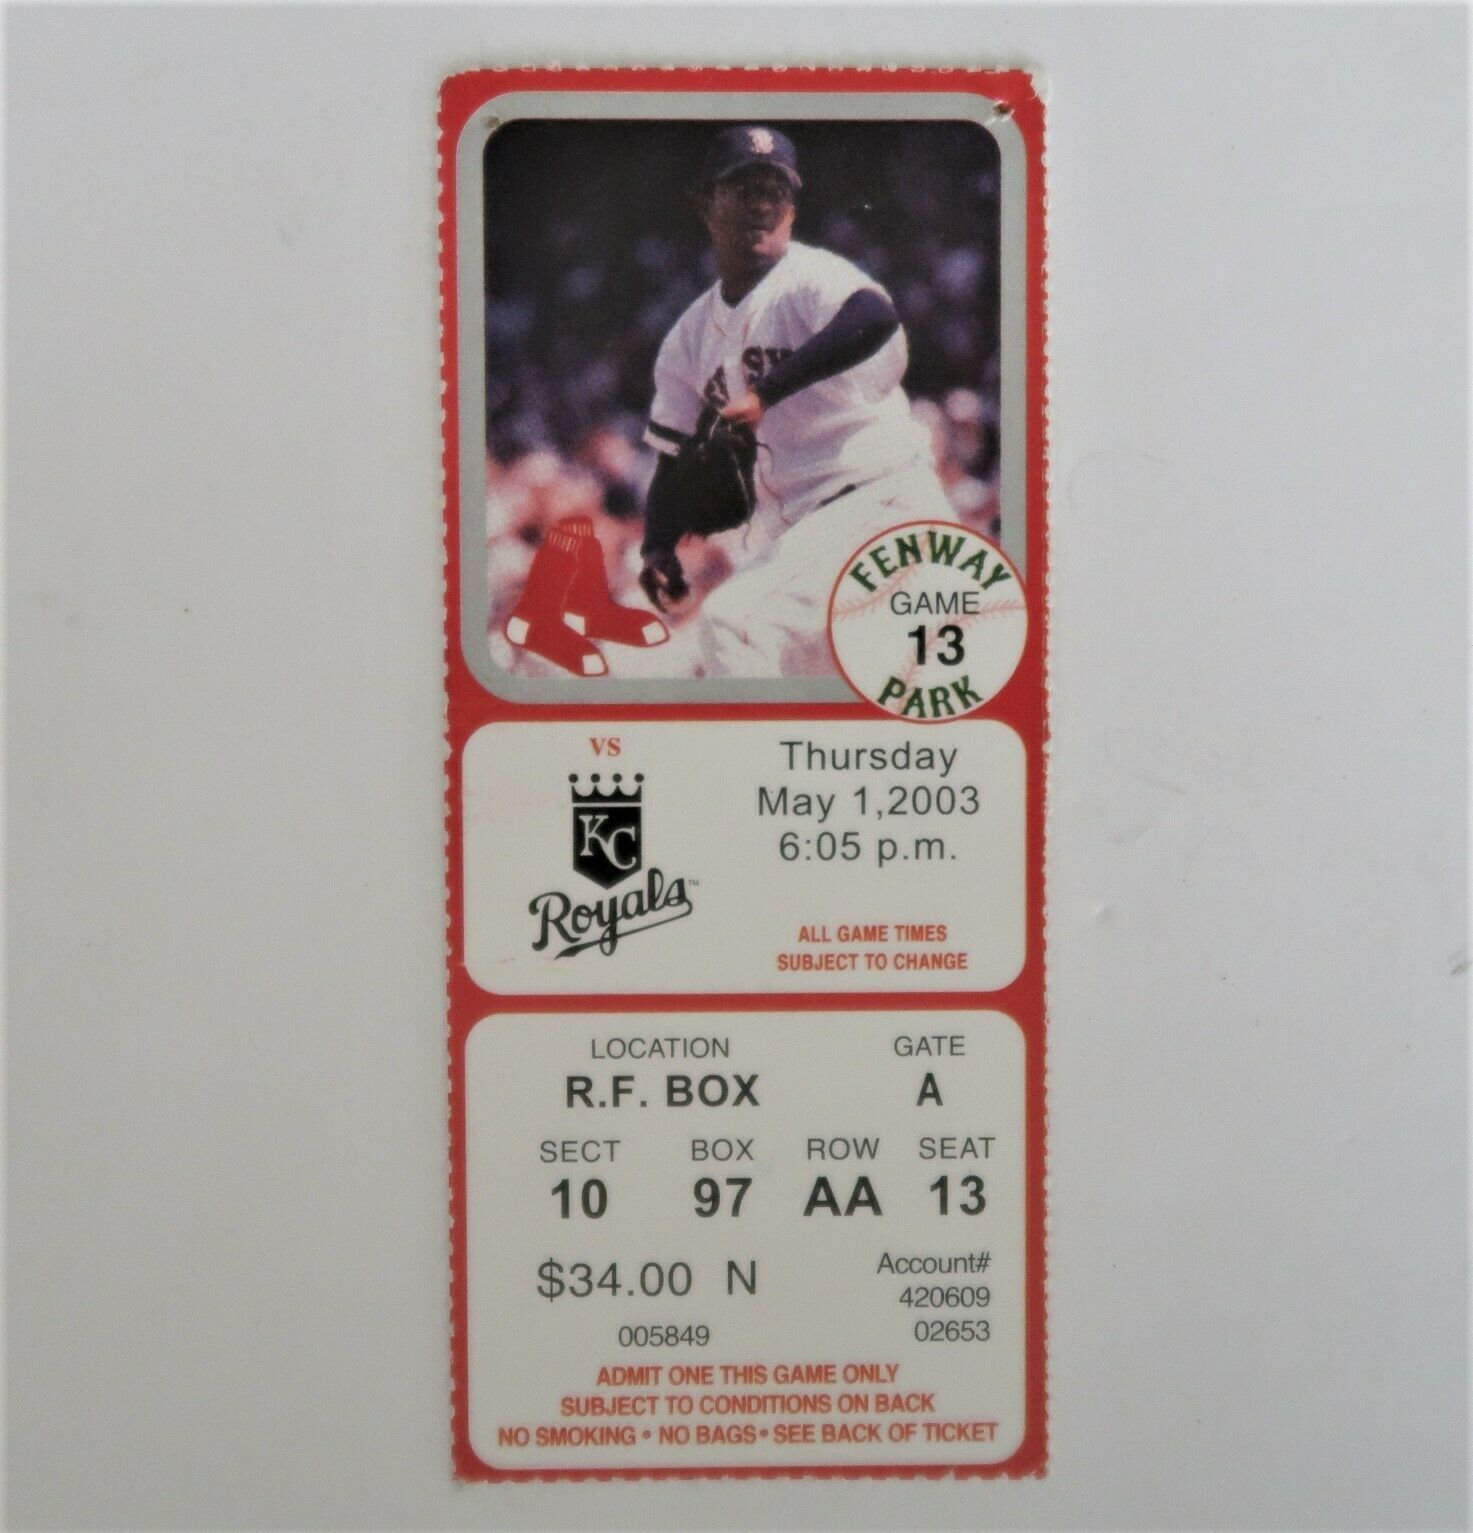 FENWAY
GAME
13
PARK
vs
KC
Royals™
Thursday
May 1,2003
6:05 p.m.
ALL GAME TIMES
SUBJECT TO CHANGE
LOCATION GATE
R.F. BOX A
SECT BOX ROW SEAT
10 97 AA 13
$34.00 N
Account#
420609
02653
005849
ADMIT ONE THIS GAME ONLY
SUBJECT TO CONDITIONS ON BACK
NO SMOKING • NO BAGS • SEE BACK OF TICKET